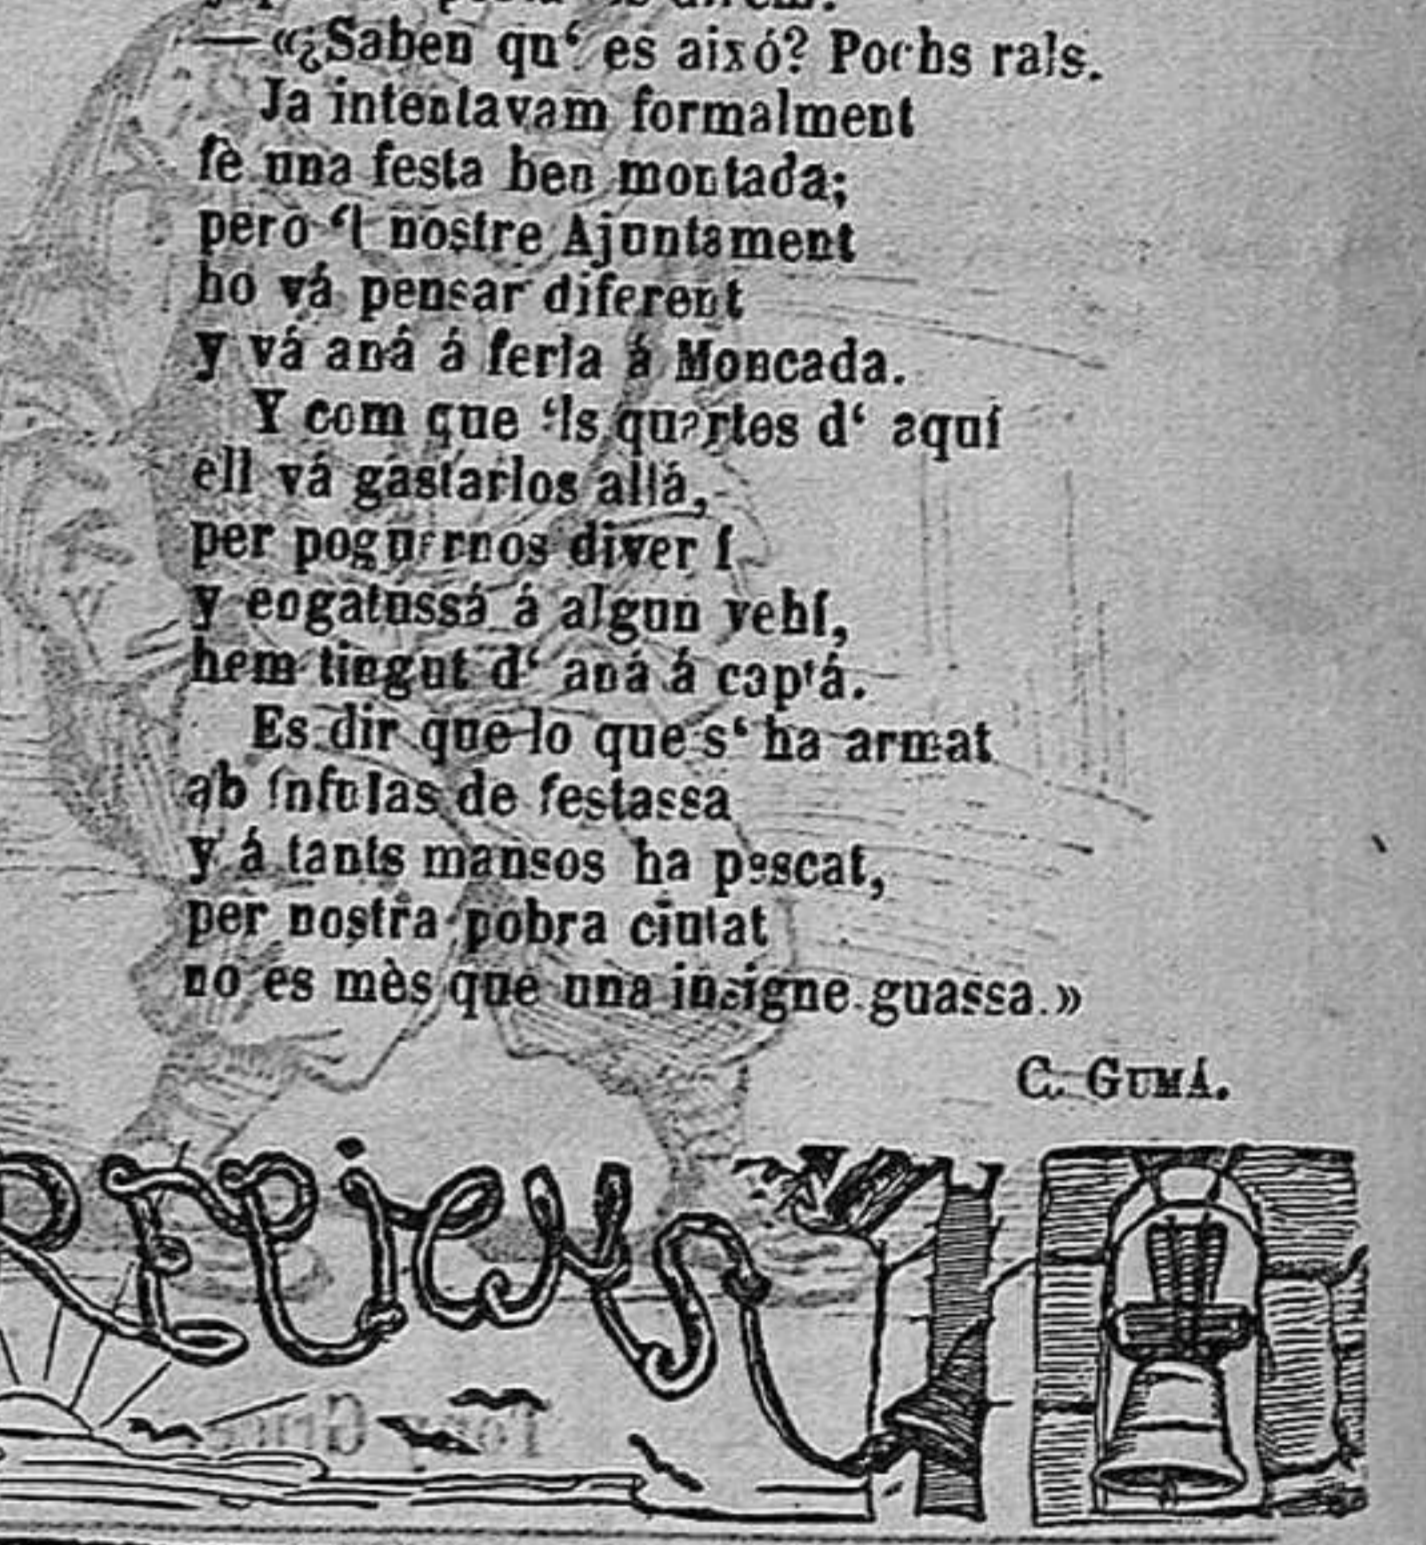 —«¿Saben qu‘ es aixó? Pochs rals.
Ja intentavam formalment
fè una festa ben montada;
pero ‘l nostre Ajuntament
ho vá pensar diferent
y vá aná á ferla á Moncada.
Y com que ‘ls quartos d‘ aquí
ell vá gastarlos allá,
per poguernos diver í
y engatussá á algun vehí,
hem tingut d‘ aná á captá.
Es dir que lo que s‘ ha armat
ab ínfulas de festassa
y á tants mansos ha pescat,
per nostra pobra ciutat
no es mès que una insigne guassa.»
C. GUMÁ.
REPICHS